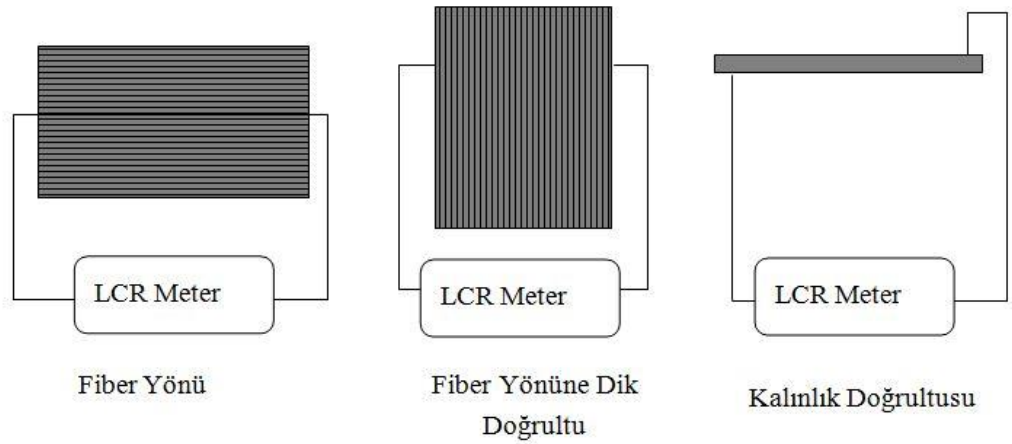 LCR Meter
LCR Meter
LCR Meter
Fiber Yönü
Fiber Yönüne Dik
Doğrultu
Kalınlık Doğrultusu